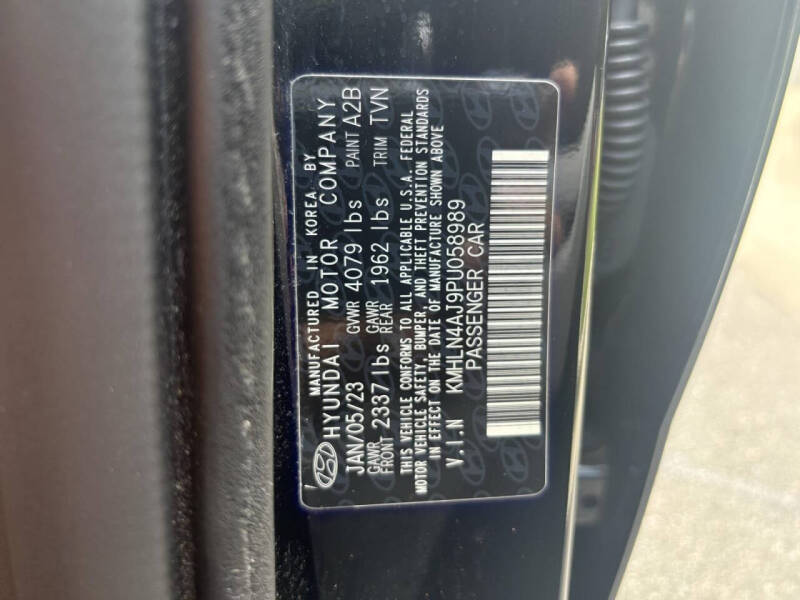 MANUFACTURED IN KOREA BY
HYUNDAI MOTOR COMPANY
JAN/05/23 GVWR 4079 lbs PAINT A2B
GAWR FRONT 2337 lbs GAWR REAR 1962 lbs TRIM TVN
THIS VEHICLE CONFORMS TO ALL APPLICABLE U.S.A. FEDERAL
MOTOR VEHICLE SAFETY, BUMPER, AND THEFT PREVENTION STANDARDS
IN EFFECT ON THE DATE OF MANUFACTURE SHOWN ABOVE
V.I.N KMHLN4AJ9PU058989
PASSENGER CAR